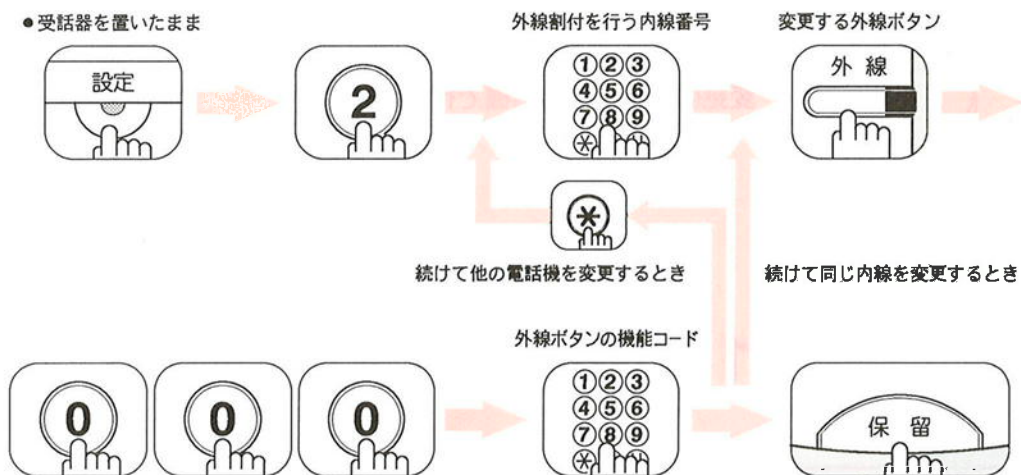 ●受話器を置いたまま
外線割付を行う内線番号
変更する外線ボタン
設定
2
①②③
④⑤⑥
⑦⑧⑨
✱
外線
✱
続けて他の電話機を変更するとき
続けて同じ内線を変更するとき
外線ボタンの機能コード
0
0
0
①②③
④⑤⑥
⑦⑧⑨
✱
保留